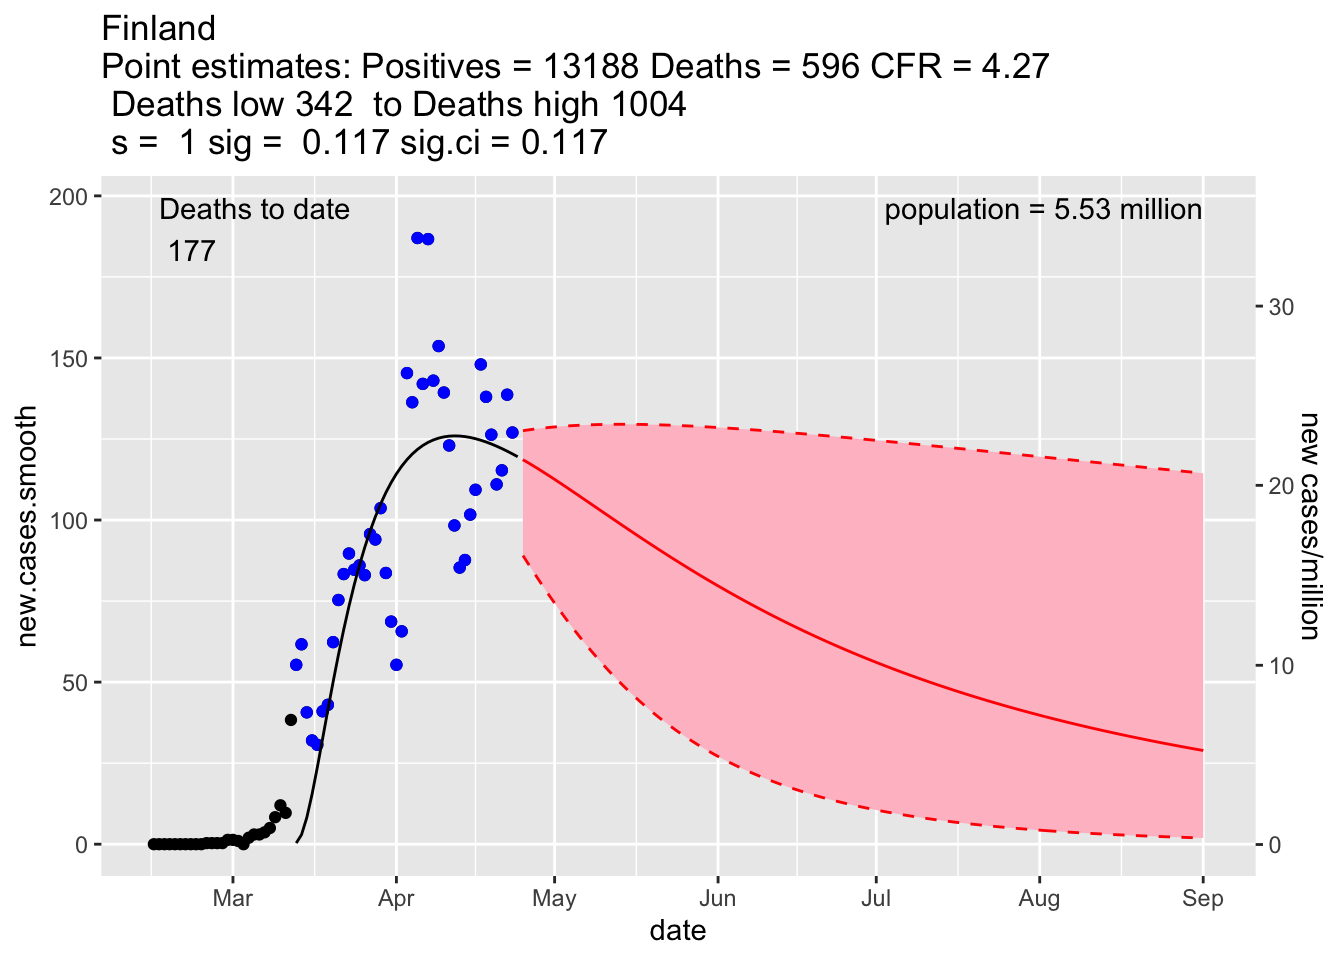 Finland
Point estimates: Positives = 13188 Deaths = 596 CFR = 4.27
Deaths low 342  to Deaths high 1004
s =  1 sig =  0.117 sig.ci = 0.117
Deaths to date
177
population = 5.53 million
200
150
100
50
0
new.cases.smooth
30
20
10
0
new cases/million
Mar
Apr
May
Jun
Jul
Aug
Sep
date